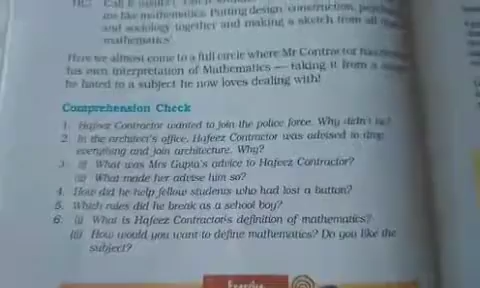 Call it
me like mathematics. Putting design, construction,
and sociology together and making a sketch from all
mathematics'.
Here we almost come to a full circle where Mr Contractor has
his own interpretation of Mathematics — taking it from a
he hated to a subject he now loves dealing with!
Comprehension Check
1. Hafeez Contractor wanted to join the police force. Why didn't he?
2. In the architect's office, Hafeez Contractor was advised to drop
everything and join architecture. Why?
3. (i) What was Mrs Gupta's advice to Hafeez Contractor?
(ii) What made her advise him so?
4. How did he help fellow students who had lost a button?
5. Which rules did he break as a school boy?
6. (i) What is Hafeez Contractor's definition of mathematics?
(ii) How would you want to define mathematics? Do you like the
subject?
Exercise